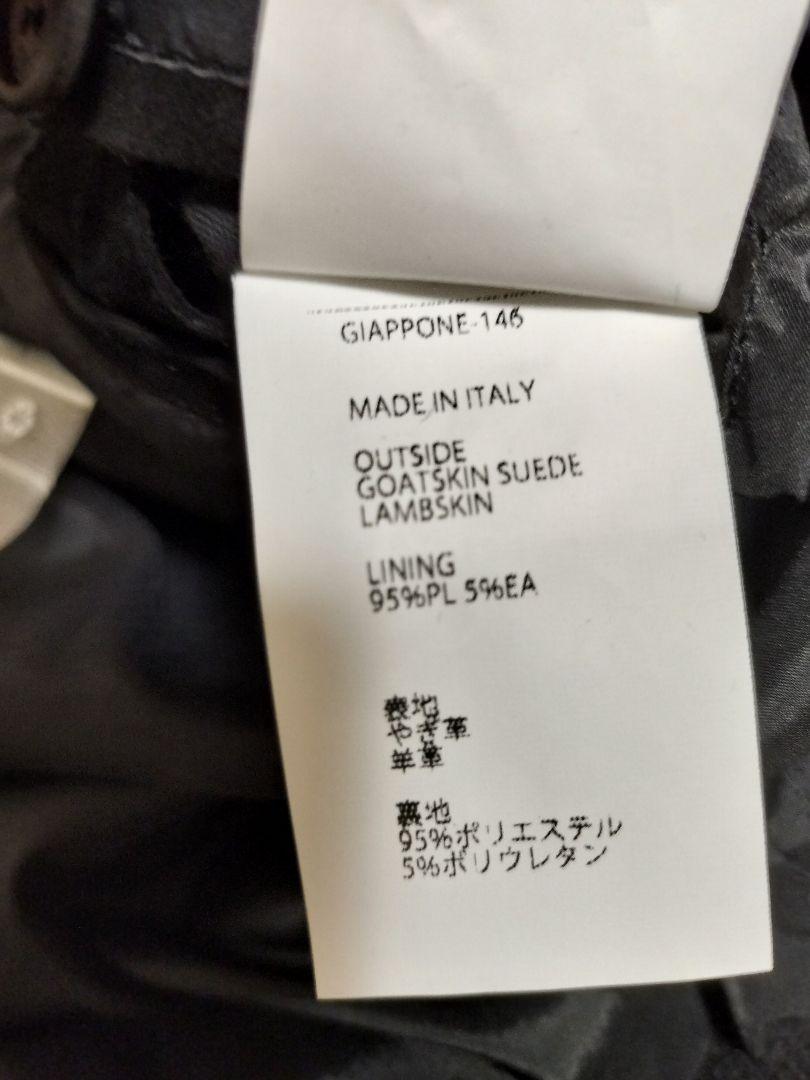 GIAPPONE-146
MADE IN ITALY
OUTSIDE
GOATSKIN SUEDE
LAMBSKIN
LINING
95%PL 5%EA
表地
やぎ革
羊革
裏地
95%ポリエステル
5%ポリウレタン